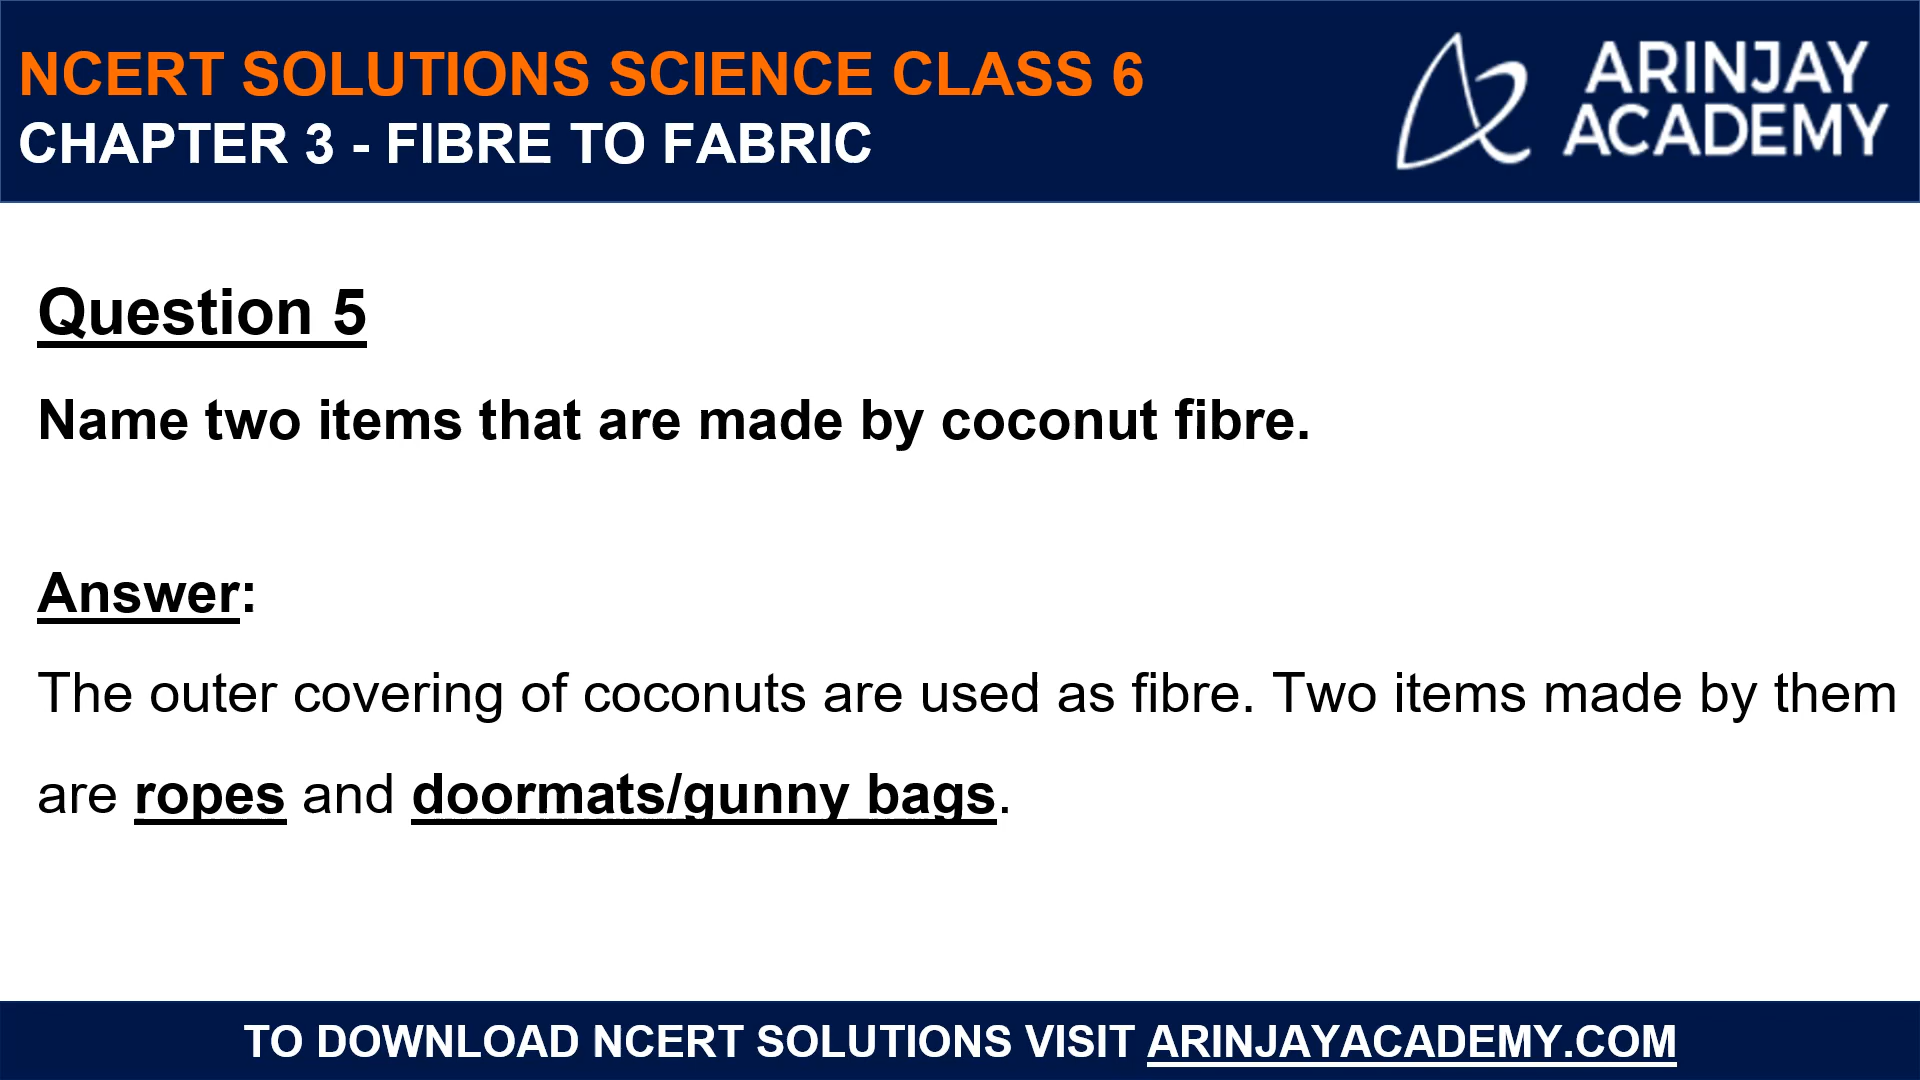 NCERT SOLUTIONS SCIENCE CLASS 6
CHAPTER 3 - FIBRE TO FABRIC
ARINJAY
ACADEMY
Question 5
Name two items that are made by coconut fibre.
Answer:
The outer covering of coconuts are used as fibre. Two items made by them
are ropes and doormats/gunny bags.
TO DOWNLOAD NCERT SOLUTIONS VISIT ARINJAYACADEMY.COM